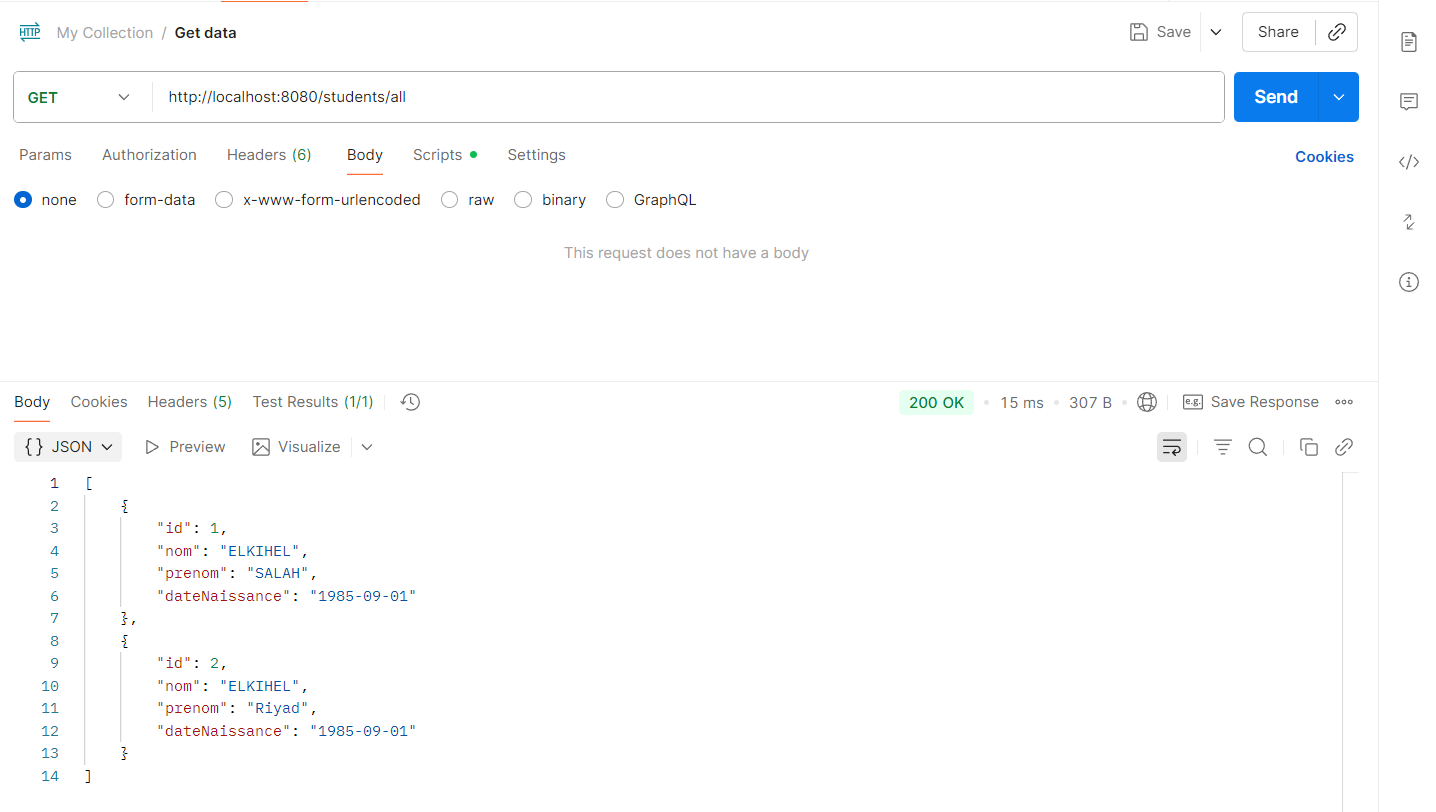 HTTP My Collection / Get data Save Share
GET http://localhost:8080/students/all Send
Params Authorization Headers (6) Body Scripts Settings Cookies
none form-data x-www-form-urlencoded raw binary GraphQL
This request does not have a body
Body Cookies Headers (5) Test Results (1/1) 200 OK 15 ms 307 B e.g. Save Response
{} JSON Preview Visualize
1 [
2 {
3 "id": 1,
4 "nom": "ELKIHEL",
5 "prenom": "SALAH",
6 "dateNaissance": "1985-09-01"
7 },
8 {
9 "id": 2,
10 "nom": "ELKIHEL",
11 "prenom": "Riyad",
12 "dateNaissance": "1985-09-01"
13 }
14 ]